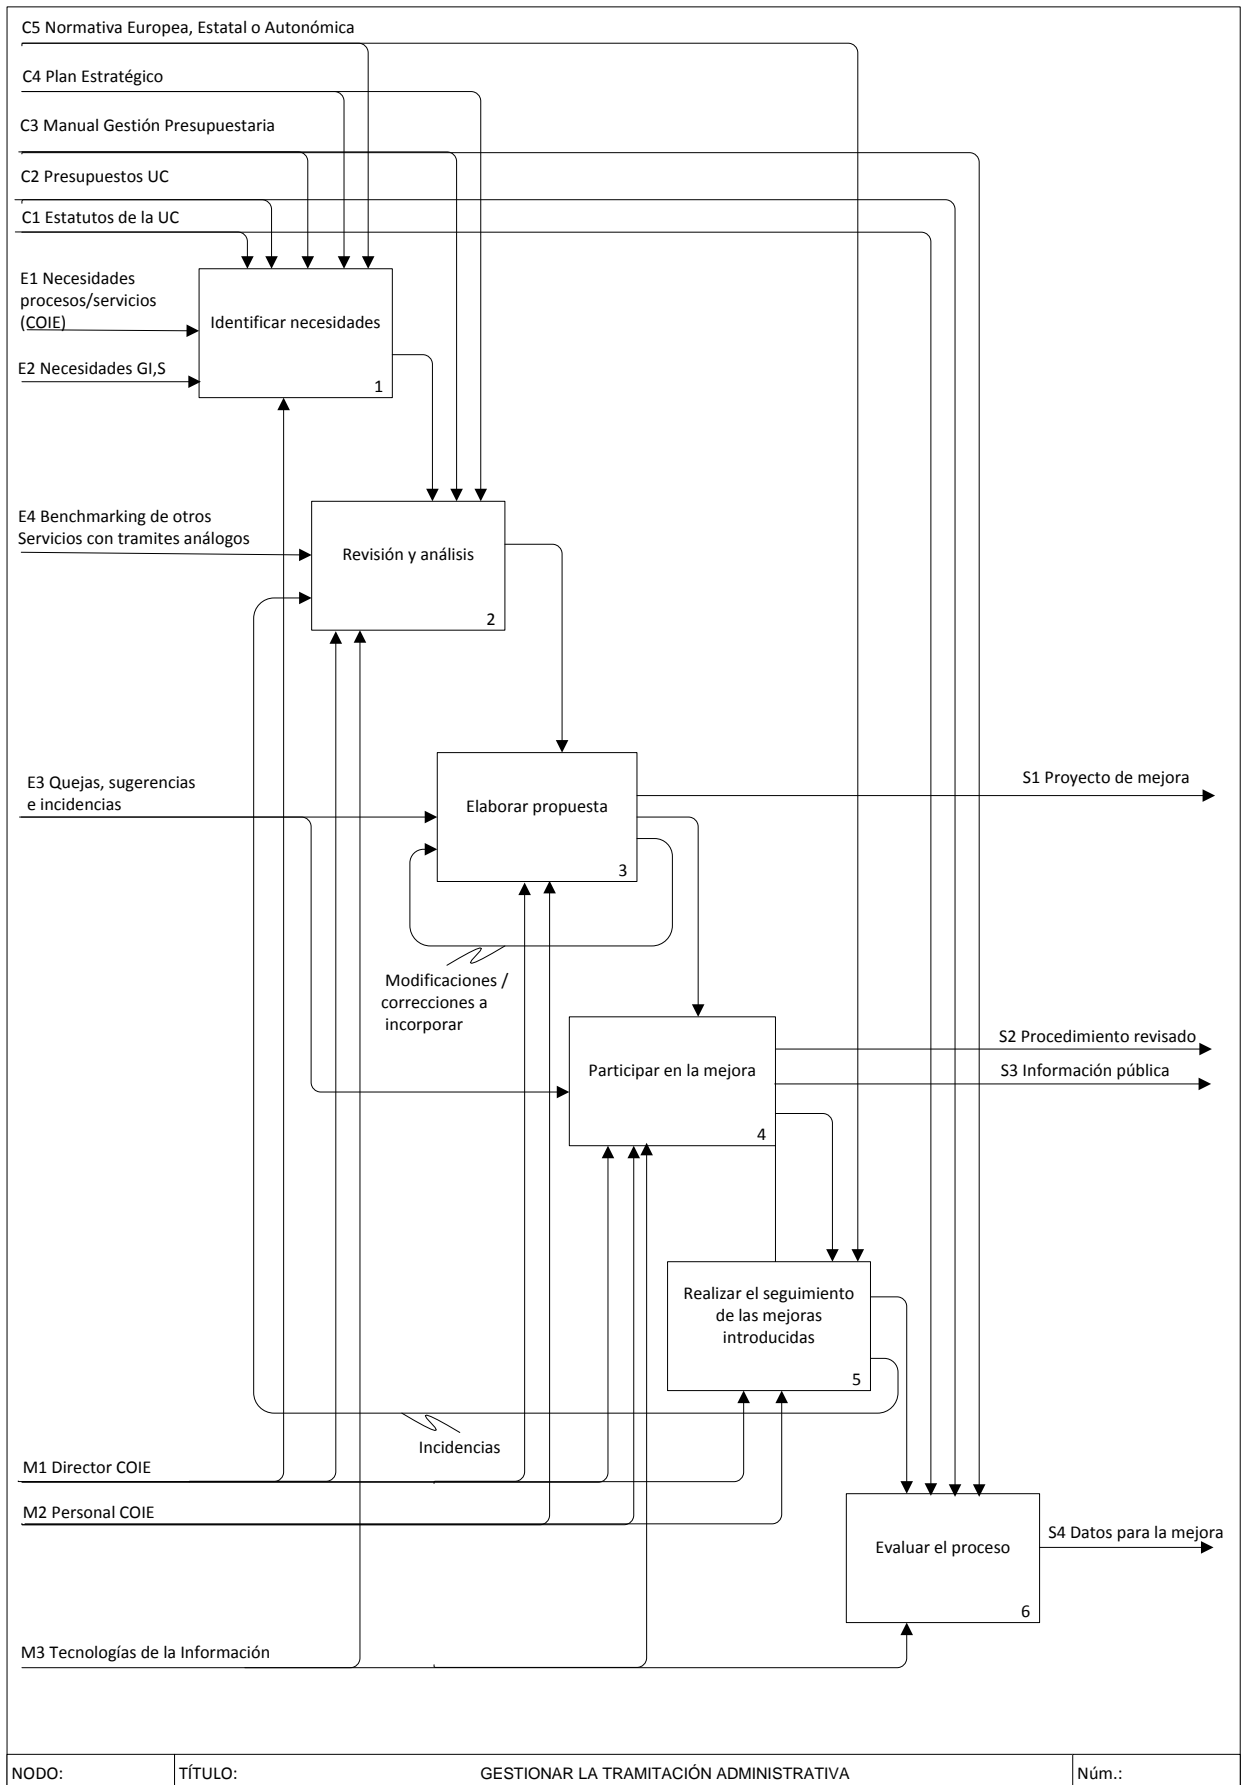 C5 Normativa Europea, Estatal o Autonómica
C4 Plan Estratégico
C3 Manual Gestión Presupuestaria
C2 Presupuestos UC
C1 Estatutos de la UC
E1 Necesidades
procesos/servicios
(COIE)
Identificar necesidades
E2 Necesidades GI,S
1
E4 Benchmarking de otros
Servicios con tramites análogos
Revisión y análisis
2
E3 Quejas, sugerencias
e incidencias
S1 Proyecto de mejora
Elaborar propuesta
3
Modificaciones /
correcciones a
incorporar
S2 Procedimiento revisado
S3 Información pública
Participar en la mejora
4
Realizar el seguimiento
de las mejoras
introducidas
5
Incidencias
M1 Director COIE
M2 Personal COIE
S4 Datos para la mejora
Evaluar el proceso
6
M3 Tecnologías de la Información
NODO:
TÍTULO:
GESTIONAR LA TRAMITACIÓN ADMINISTRATIVA
Núm.: